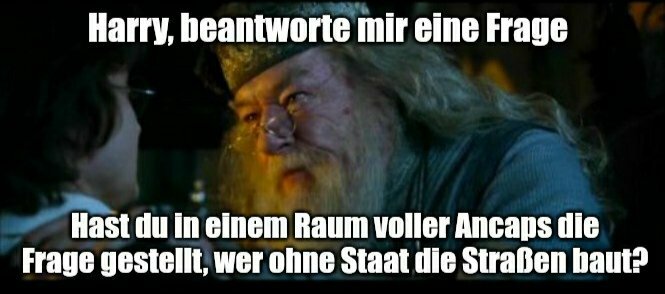 Harry, beantworte mir eine Frage
Hast du in einem Raum voller Ancaps die
Frage gestellt, wer ohne Staat die Straßen baut?